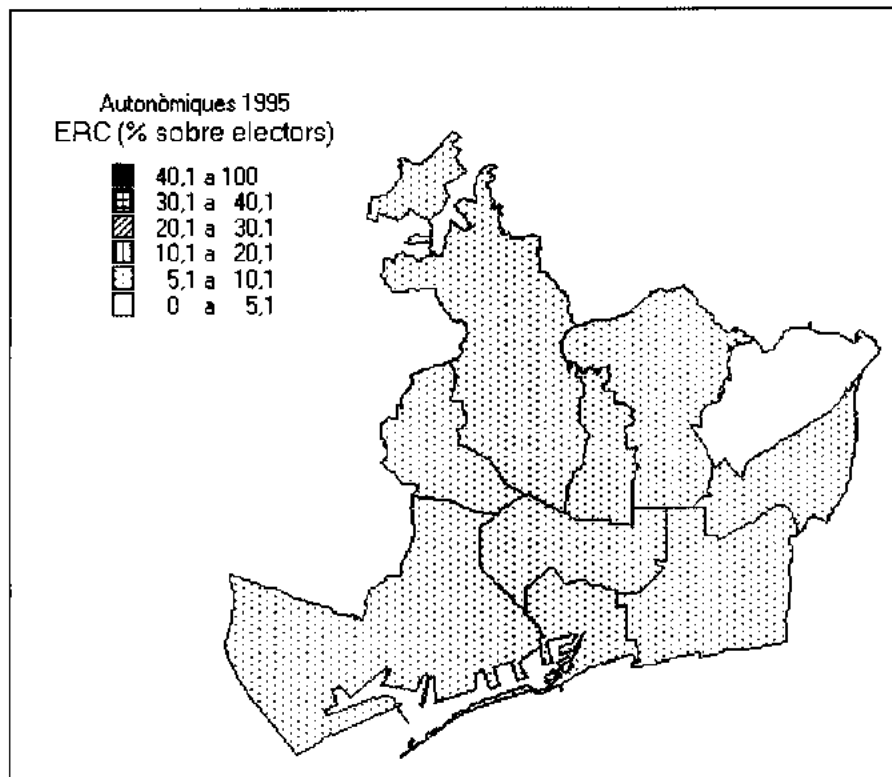 Autonòmiques 1995
ERC (% sobre electors)
40,1 a 100
30,1 a 40,1
20,1 a 30,1
10,1 a 20,1
5,1 a 10,1
0 a 5,1